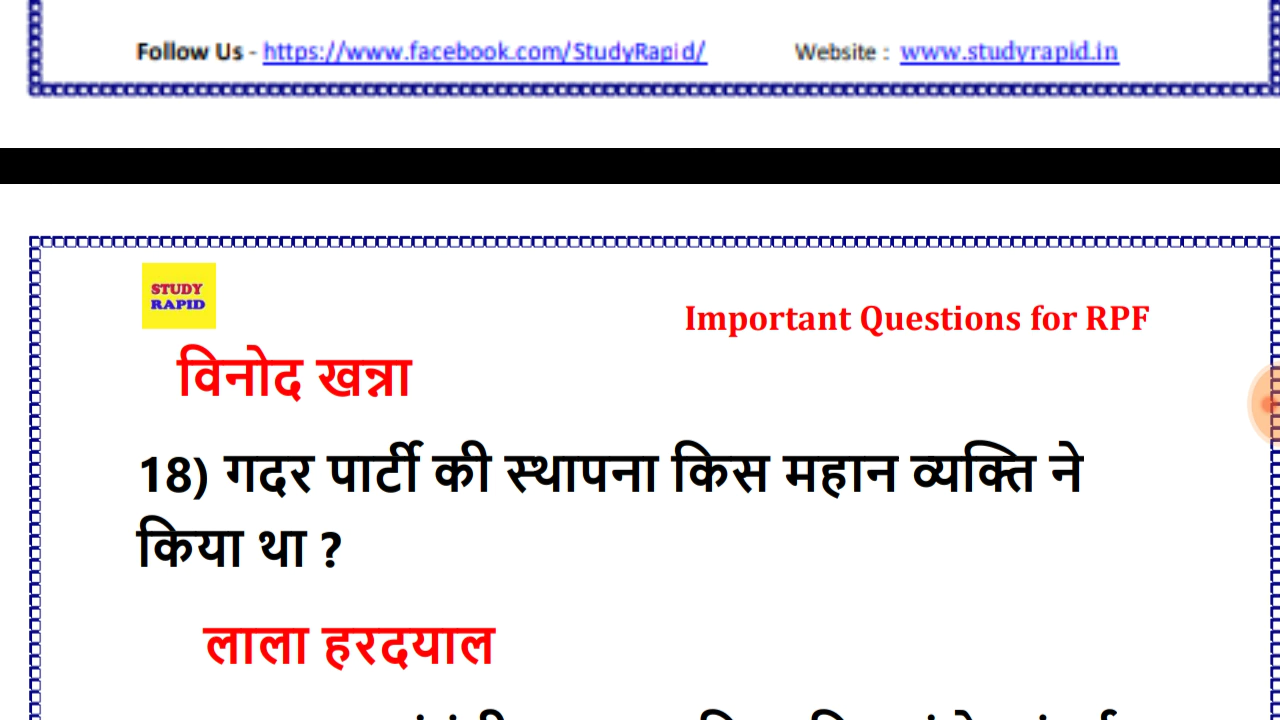 Follow Us - https://www.facebook.com/StudyRapid/ Website : www.studyrapid.in
STUDY
RAPID
Important Questions for RPF
विनोद खन्ना
18) गदर पार्टी की स्थापना किस महान व्यक्ति ने
किया था ?
लाला हरदयाल